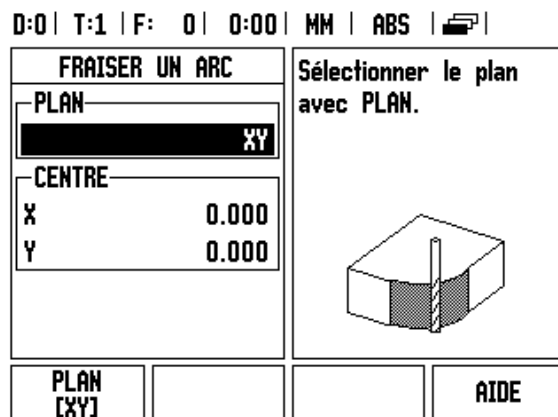 D:0 | T:1 | F: 0 | 0:00 | MM | ABS |
FRAISER UN ARC
PLAN
XY
CENTRE
X 0.000
Y 0.000
Sélectionner le plan
avec PLAN.
PLAN
[XY]
AIDE